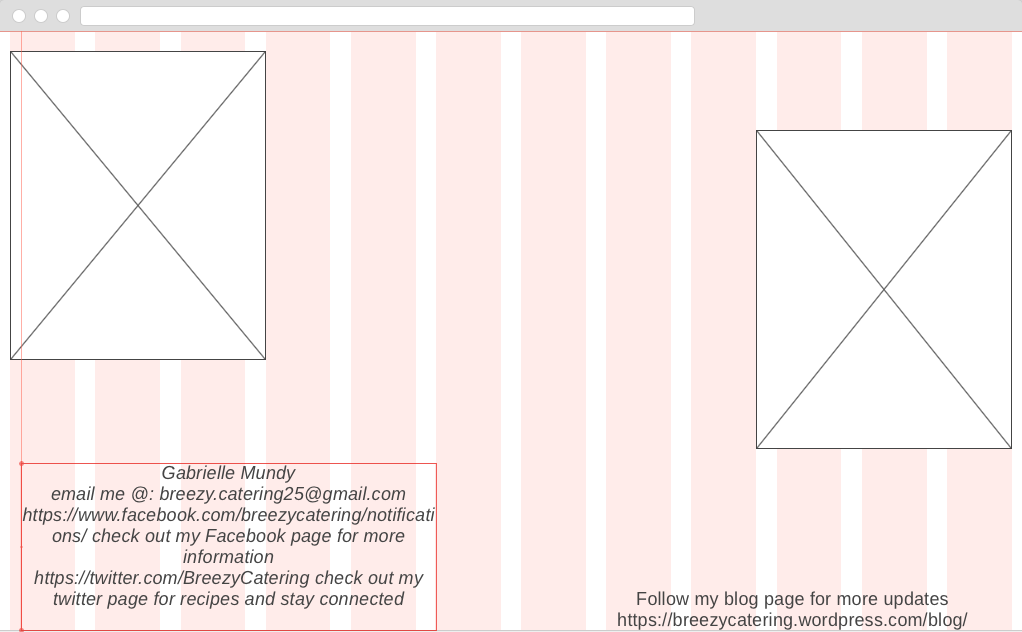 Gabrielle Mundy
email me @: breezy.catering25@gmail.com
https://www.facebook.com/breezycatering/notificati
ons/ check out my Facebook page for more
information
https://twitter.com/BreezyCatering check out my
twitter page for recipes and stay connected
Follow my blog page for more updates
https://breezycatering.wordpress.com/blog/